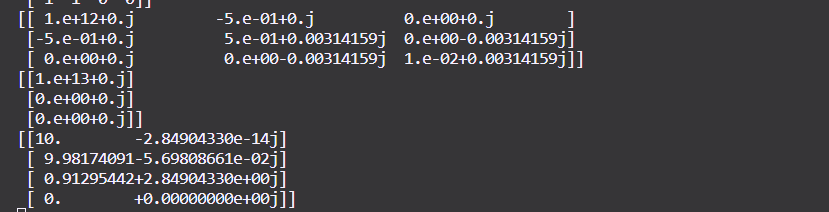 [[ 1.e+12+0.j -5.e-01+0.j 0.e+00+0.j ]
[-5.e-01+0.j 5.e-01+0.00314159j 0.e+00-0.00314159j]
[ 0.e+00+0.j 0.e+00-0.00314159j 1.e-02+0.00314159j]]
[[1.e+13+0.j]
[0.e+00+0.j]
[0.e+00+0.j]]
[[10. -2.84904330e-14j]
[ 9.98174091-5.69808661e-02j]
[ 0.91295442+2.84904330e+00j]
[ 0. +0.00000000e+00j]]